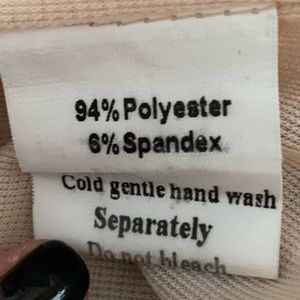 94% Polyester
6% Spandex
Cold gentle hand wash
Separately
Do not bleach